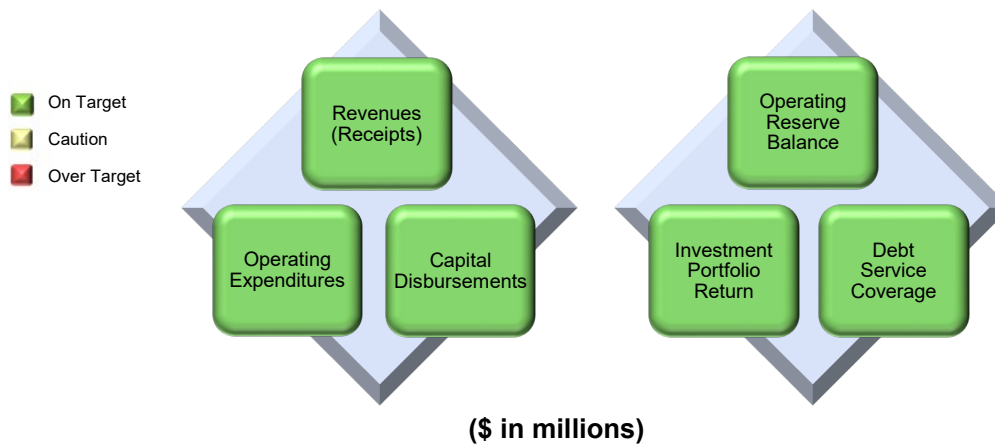 On Target
Caution
Over Target
Revenues
(Receipts)
Operating
Expenditures
Capital
Disbursements
Operating
Reserve
Balance
Investment
Portfolio
Return
Debt
Service
Coverage
($ in millions)